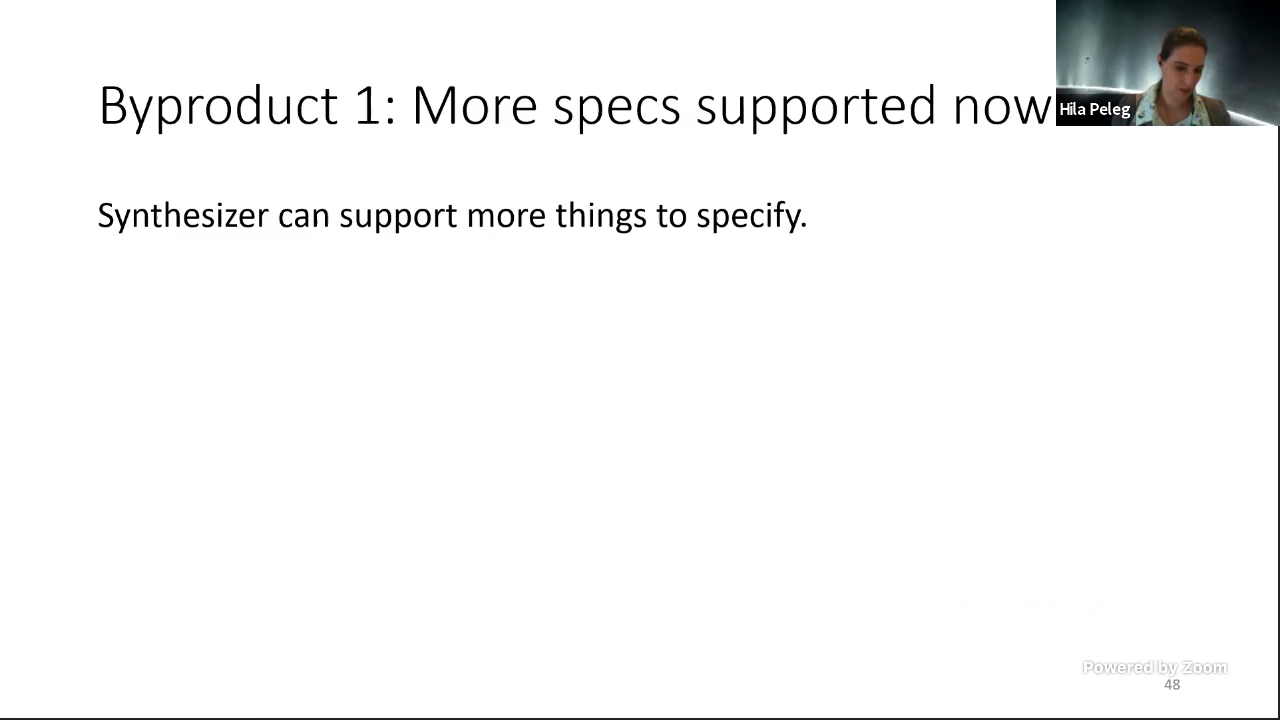 Byproduct 1: More specs supported now
Hila Peleg
Synthesizer can support more things to specify.
Powered by Zoom
48